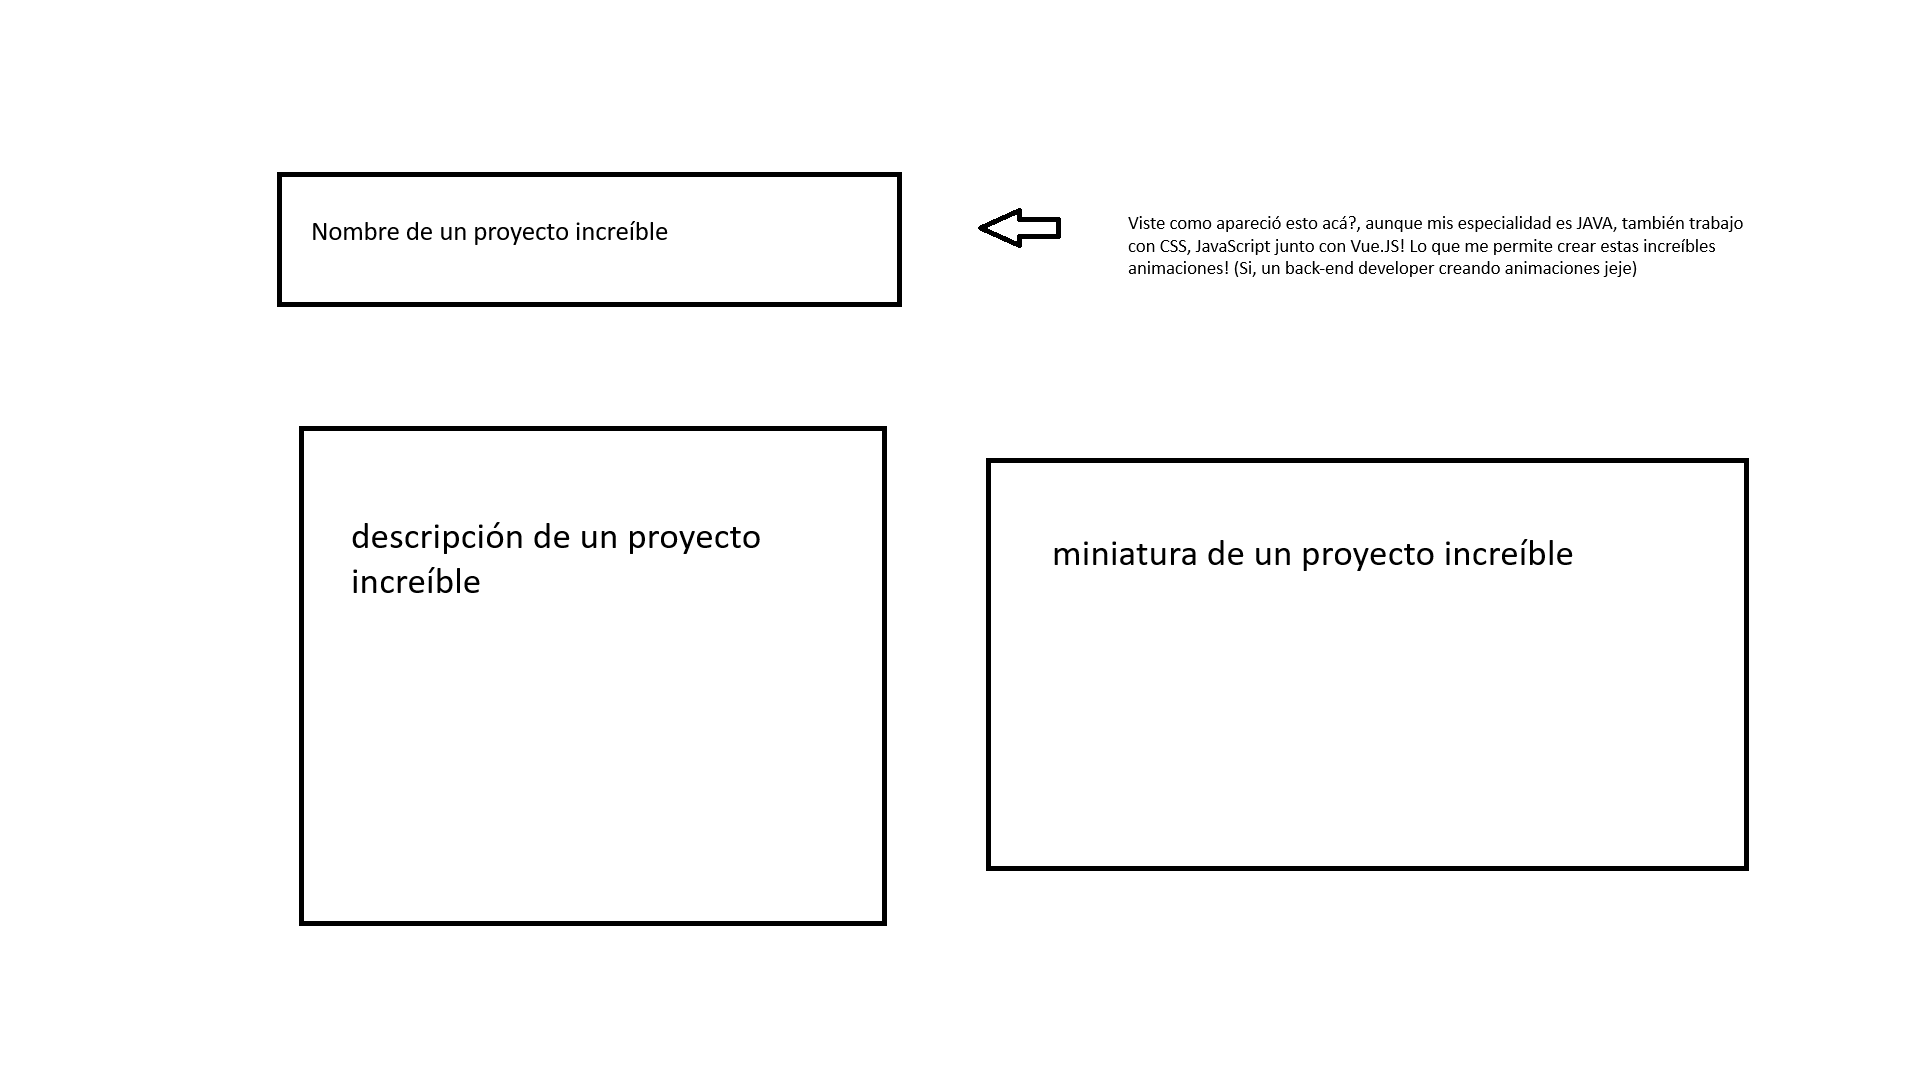 Nombre de un proyecto increíble
Viste como apareció esto acá?, aunque mis especialidad es JAVA, también trabajo
con CSS, JavaScript junto con Vue.JS! Lo que me permite crear estas increíbles
animaciones! (Si, un back-end developer creando animaciones jeje)
descripción de un proyecto
increíble
miniatura de un proyecto increíble